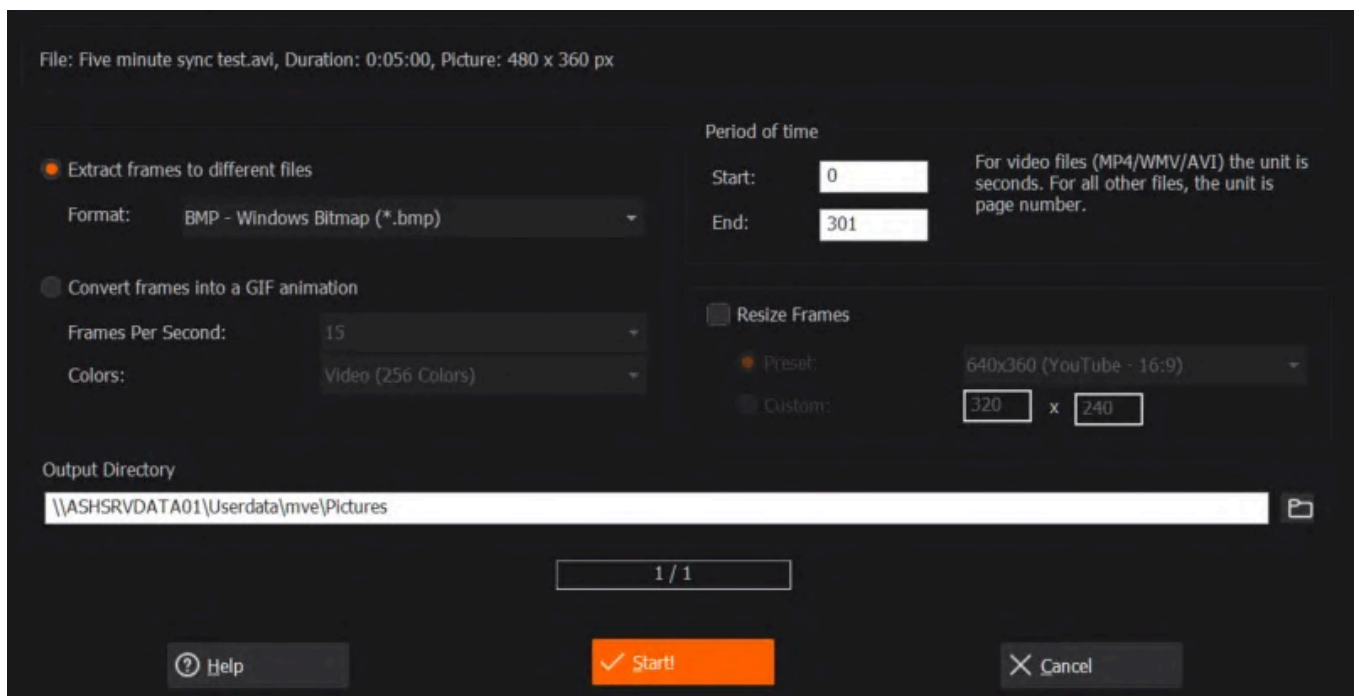 File: Five minute sync test.avi, Duration: 0:05:00, Picture: 480 x 360 px
Extract frames to different files
Format: BMP - Windows Bitmap (*.bmp)
Convert frames into a GIF animation
Frames Per Second: 15
Colors: Video (256 Colors)
Period of time
Start: 0
End: 301
For video files (MP4/WMV/AVI) the unit is
seconds. For all other files, the unit is
page number.
Resize Frames
Preset: 640x360 (YouTube - 16:9)
Custom: 320 x 240
Output Directory
\\ASHSRVDATA01\Userdata\mve\Pictures
1 / 1
Help
Start!
Cancel